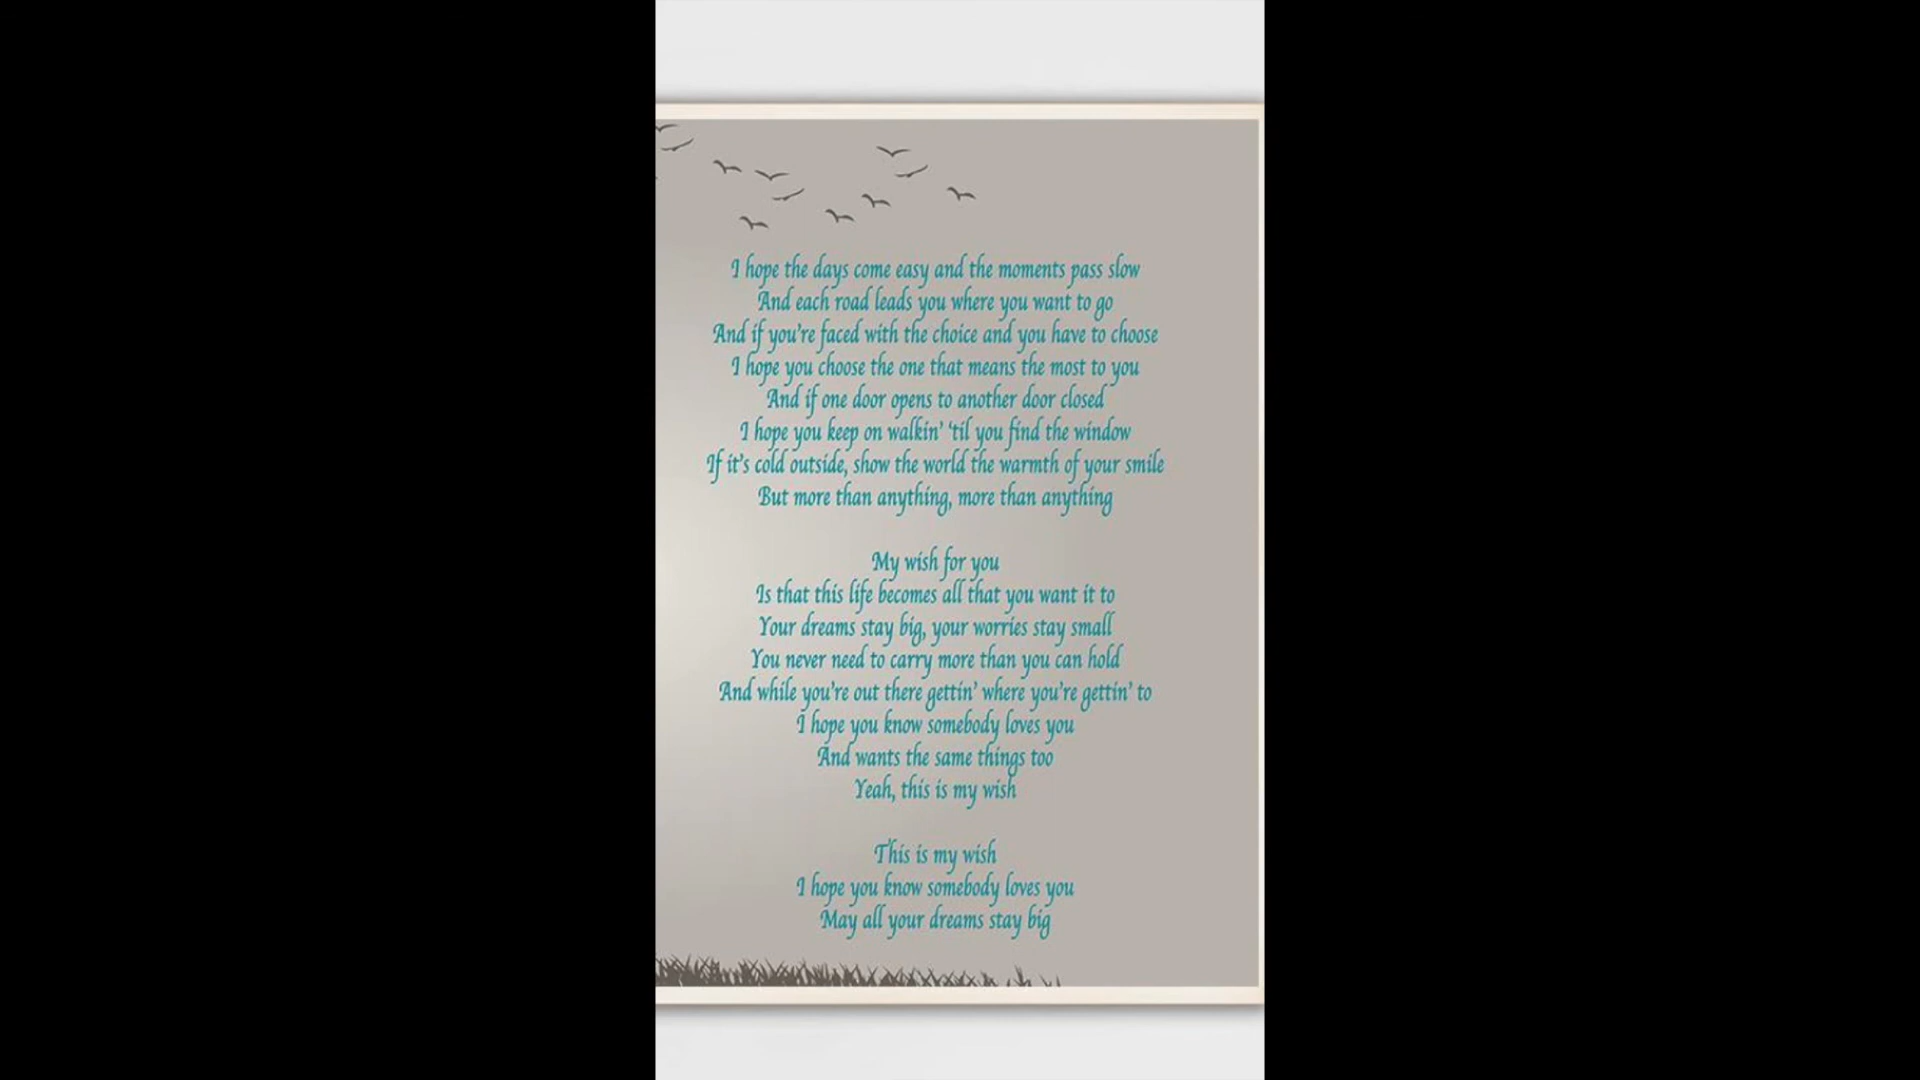 I hope the days come easy and the moments pass slow
And each road leads you where you want to go
And if you're faced with the choice and you have to choose
I hope you choose the one that means the most to you
And if one door opens to another door closed
I hope you keep on walkin' 'til you find the window
If it's cold outside, show the world the warmth of your smile
But more than anything, more than anything
My wish for you
Is that this life becomes all that you want it to
Your dreams stay big, your worries stay small
You never need to carry more than you can hold
And while you're out there gettin' where you're gettin' to
I hope you know somebody loves you
And wants the same things too
Yeah, this is my wish
This is my wish
I hope you know somebody loves you
May all your dreams stay big